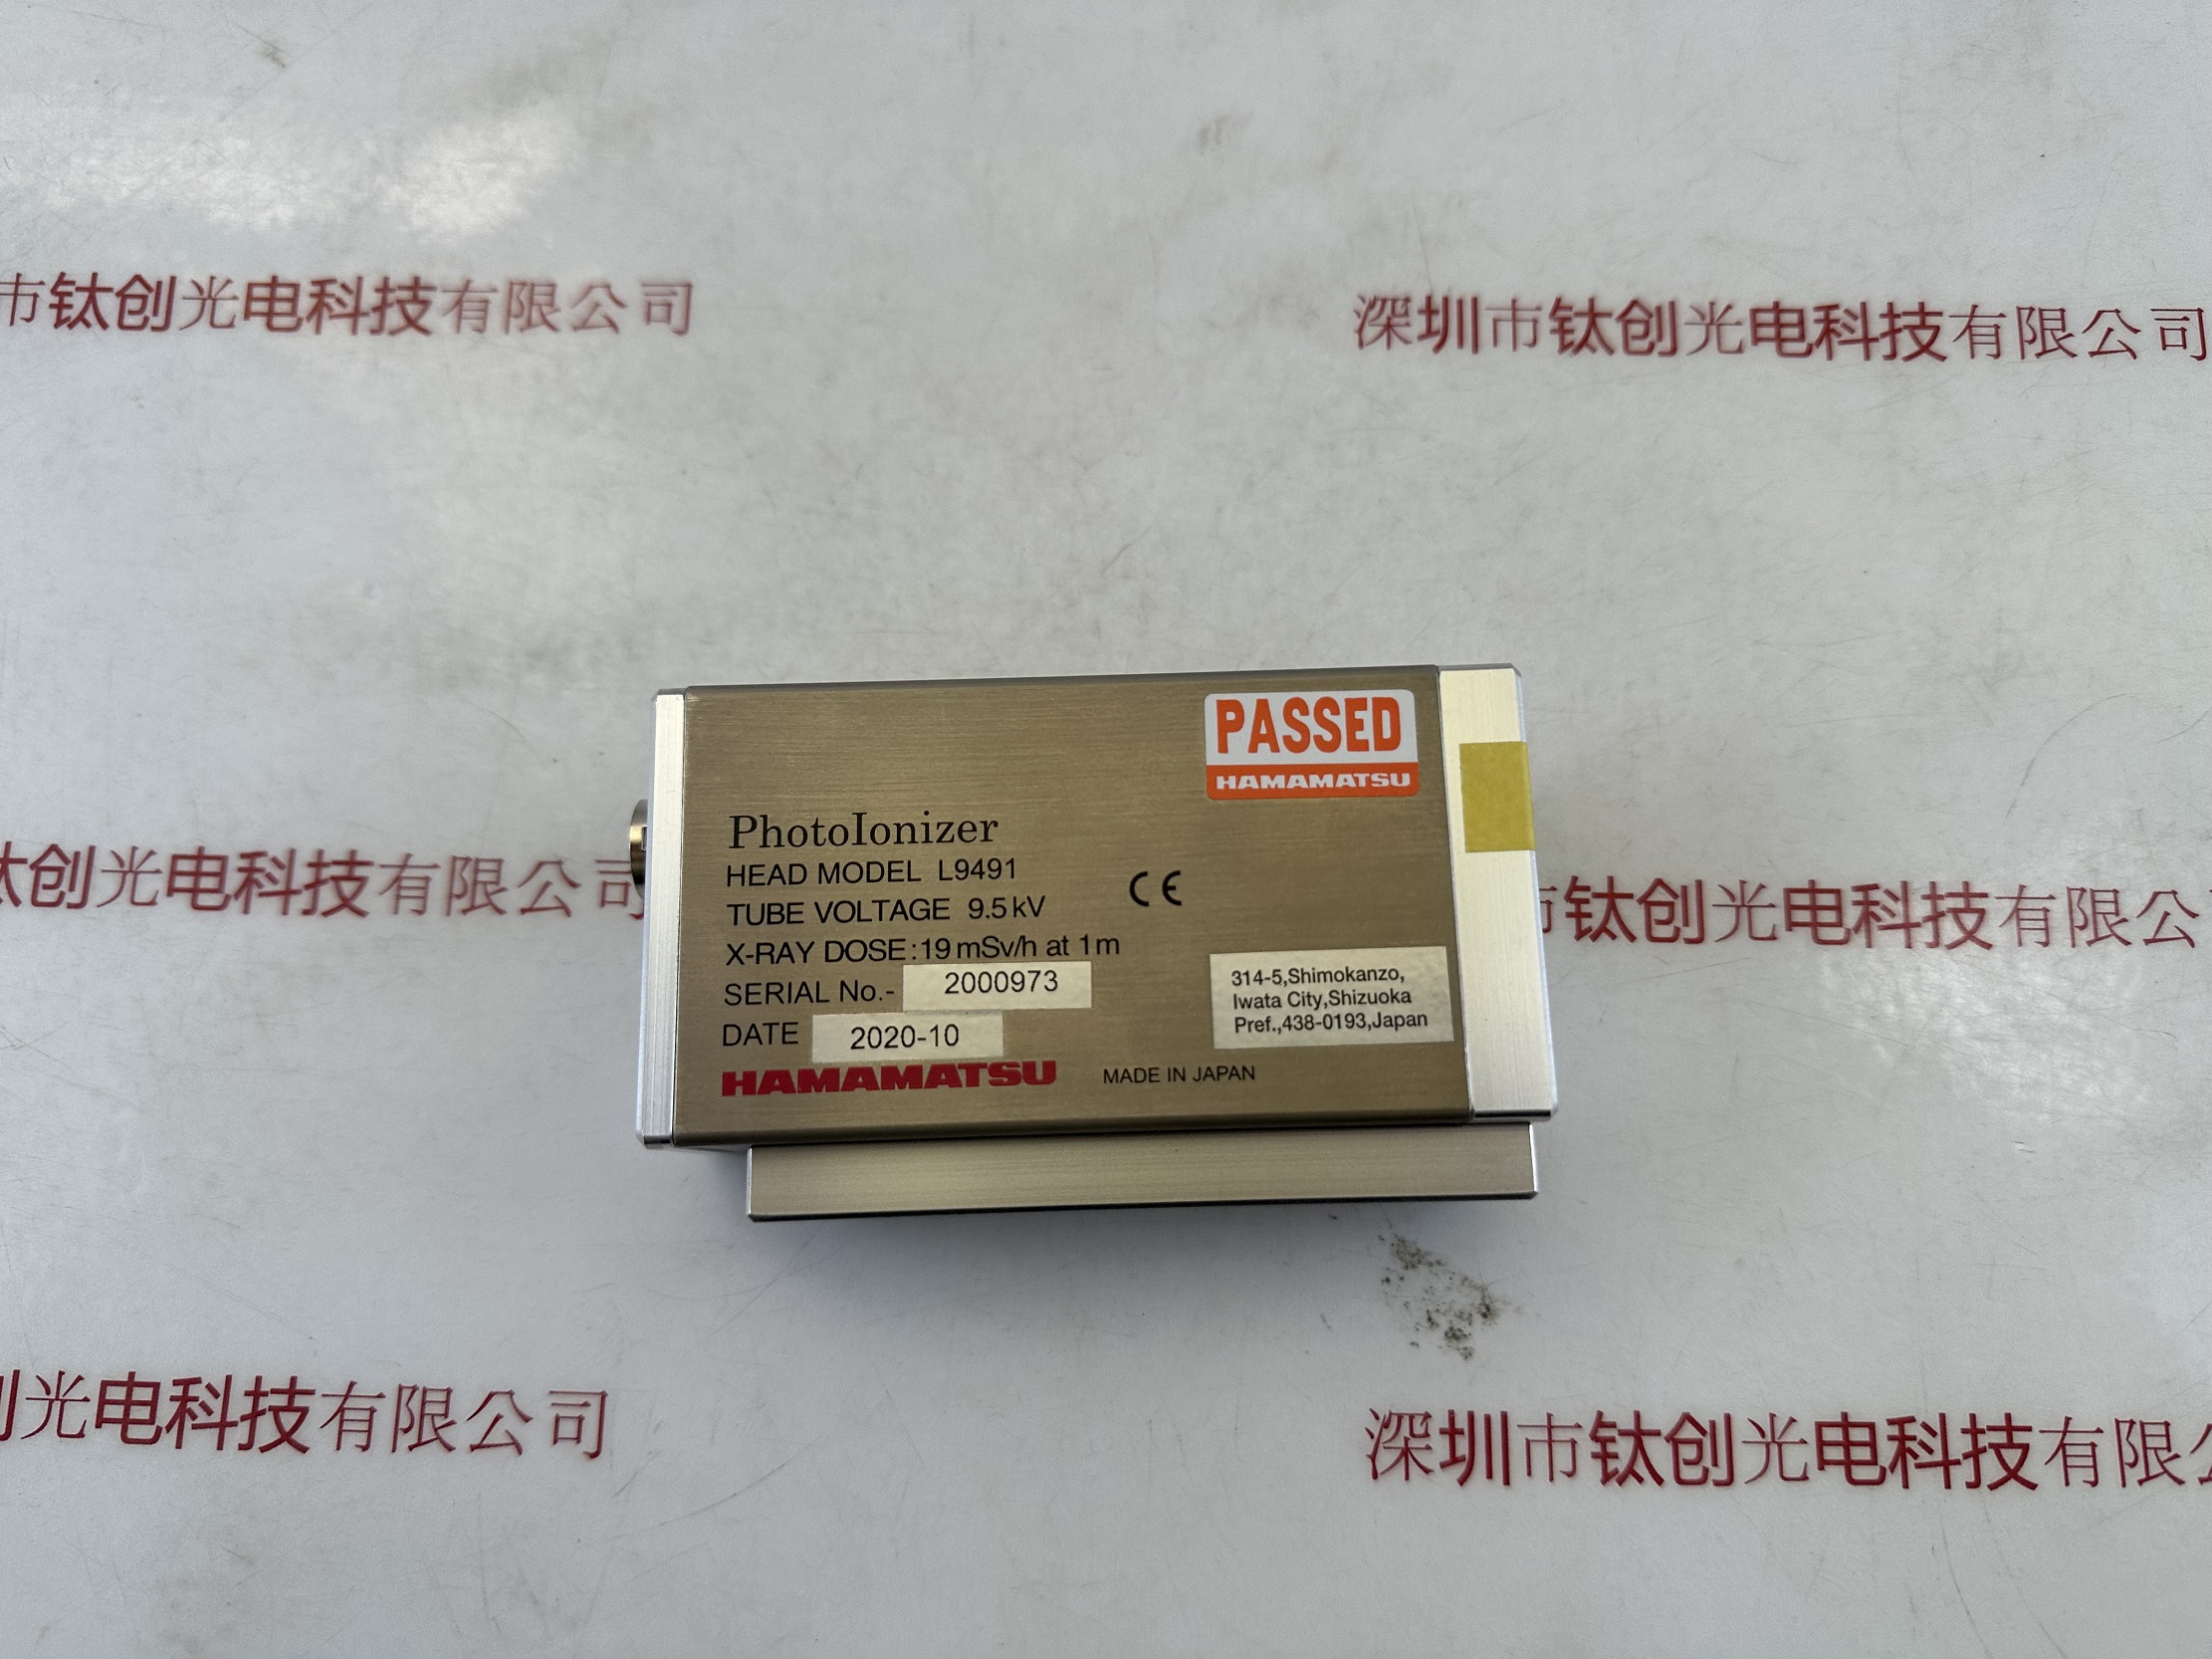 市钛创光电科技有限公司
深圳市钛创光电科技有限公司
PASSED
HAMAMATSU
PhotoIonizer
HEAD MODEL L9491
TUBE VOLTAGE 9.5kV
CE
X-RAY DOSE:19mSv/h at 1m
SERIAL No.- 2000973
DATE 2020-10
HAMAMATSU
MADE IN JAPAN
314-5,Shimokanzo,
Iwata City,Shizuoka
Pref.,438-0193,Japan
钛创光电科技有限公司
市钛创光电科技有限公
创光电科技有限公司
深圳市钛创光电科技有限公